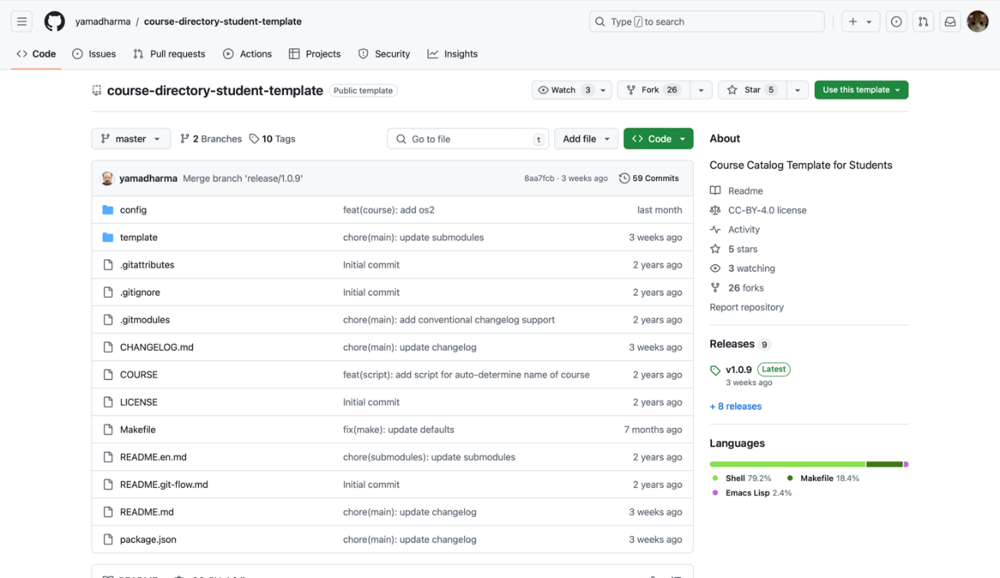 yamadharma / course-directory-student-template
Type / to search
Code Issues Pull requests Actions Projects Security Insights
course-directory-student-template Public template
Watch 3 Fork 26 Star 5 Use this template
master 2 Branches 10 Tags Go to file t Add file Code
yamadharma Merge branch 'release/1.0.9' 8aa7fcb · 3 weeks ago 59 Commits
config feat(course): add os2 last month
template chore(main): update submodules 3 weeks ago
.gitattributes Initial commit 2 years ago
.gitignore Initial commit 2 years ago
.gitmodules chore(main): add conventional changelog support 2 years ago
CHANGELOG.md chore(main): update changelog 3 weeks ago
COURSE feat(script): add script for auto-determine name of course 2 years ago
LICENSE Initial commit 2 years ago
Makefile fix(make): update defaults 7 months ago
README.en.md chore(submodules): update submodules 2 years ago
README.git-flow.md Initial commit 2 years ago
README.md chore(main): update changelog 3 weeks ago
package.json chore(main): update changelog 3 weeks ago
About
Course Catalog Template for Students
Readme
CC-BY-4.0 license
Activity
5 stars
3 watching
26 forks
Report repository
Releases 9
v1.0.9 Latest
3 weeks ago
+ 8 releases
Languages
Shell 79.2% Makefile 18.4%
Emacs Lisp 2.4%